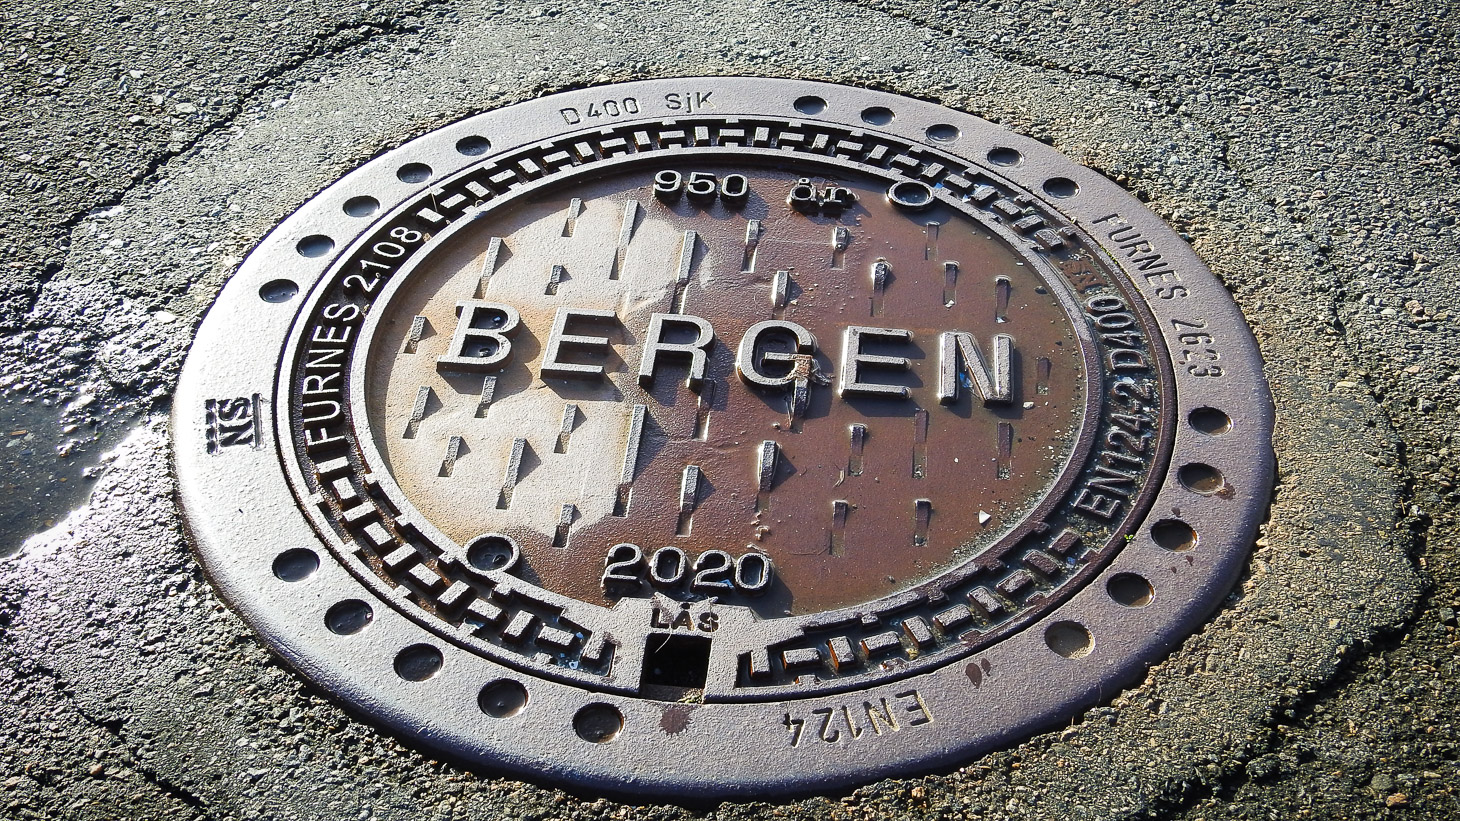 D400 SjK
FURNES 2623
EN124
NS
FURNES 2108
EN124-2 D400
950 år
BERGEN
2020
LÅS